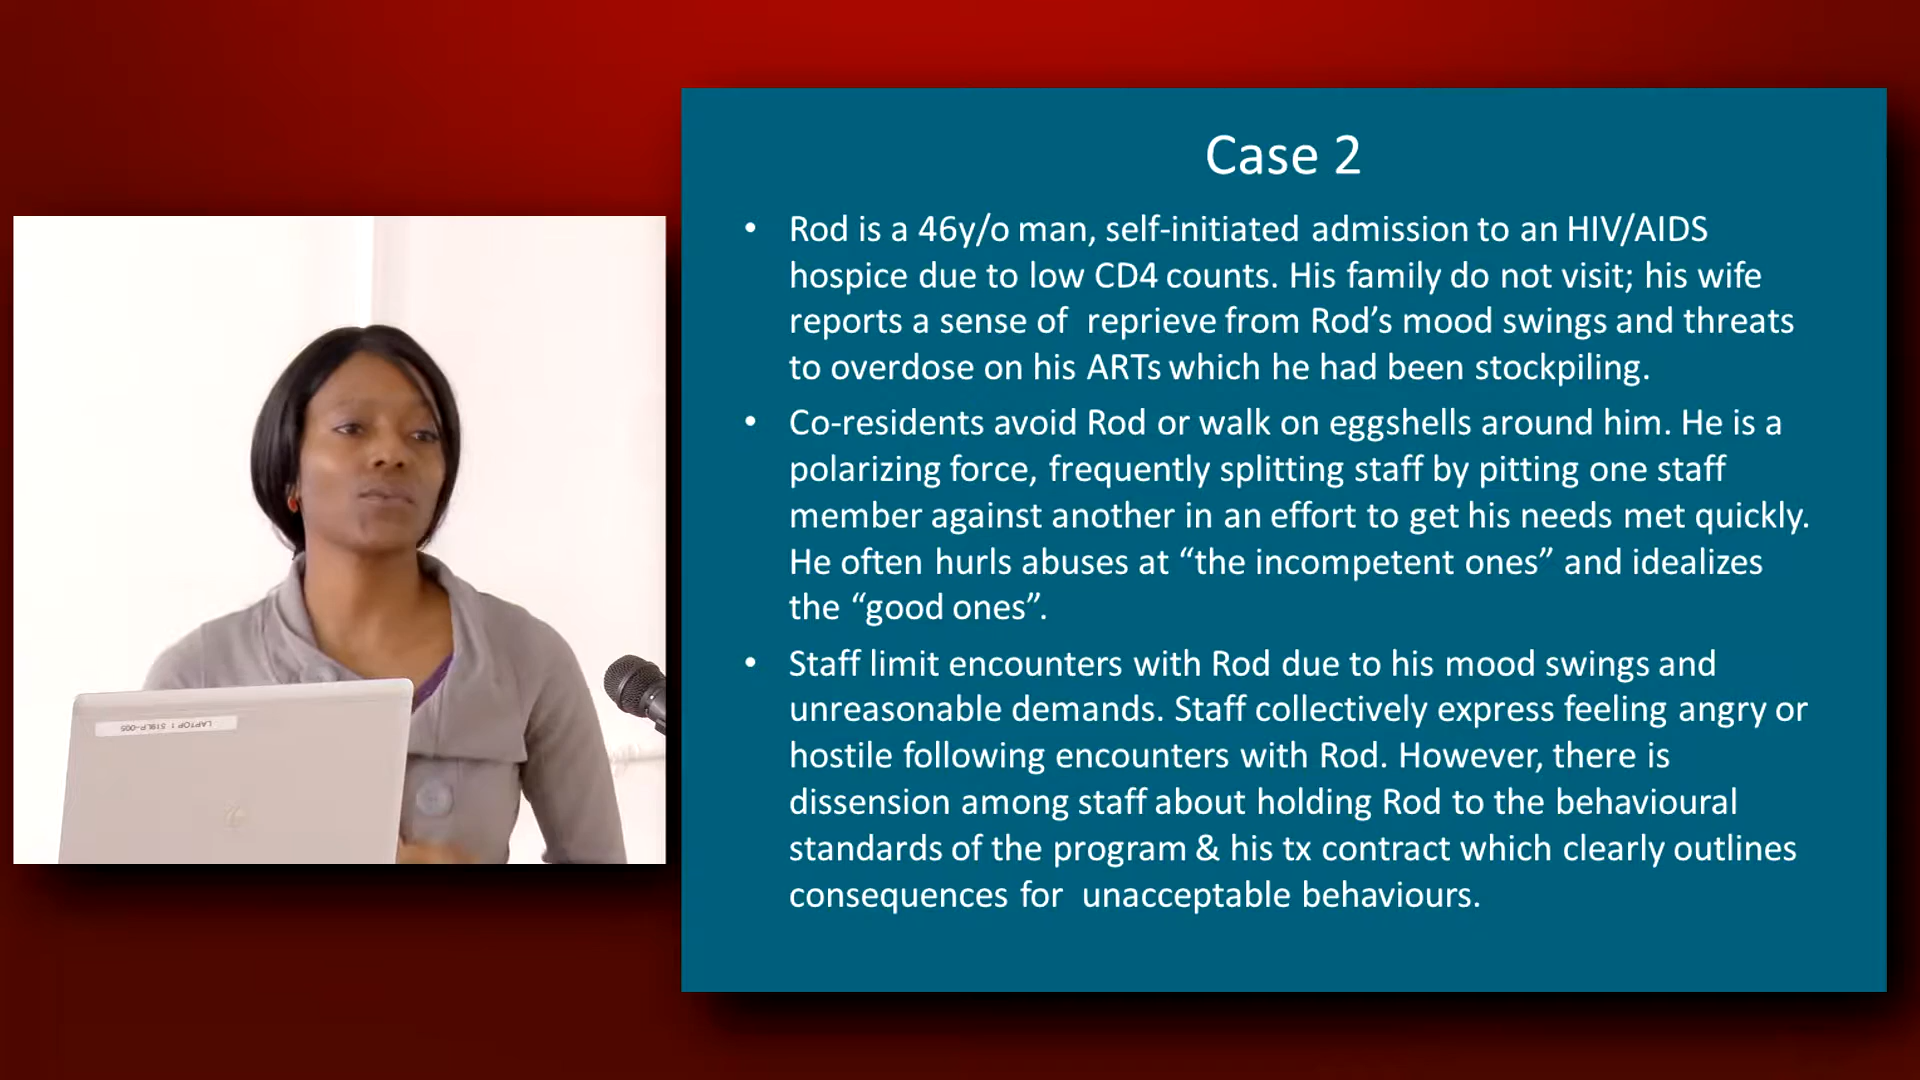 Case 2
• Rod is a 46y/o man, self-initiated admission to an HIV/AIDS
hospice due to low CD4 counts. His family do not visit; his wife
reports a sense of  reprieve from Rod’s mood swings and threats
to overdose on his ARTs which he had been stockpiling.
• Co-residents avoid Rod or walk on eggshells around him. He is a
polarizing force, frequently splitting staff by pitting one staff
member against another in an effort to get his needs met quickly.
He often hurls abuses at “the incompetent ones” and idealizes
the “good ones”.
• Staff limit encounters with Rod due to his mood swings and
unreasonable demands. Staff collectively express feeling angry or
hostile following encounters with Rod. However, there is
dissension among staff about holding Rod to the behavioural
standards of the program & his tx contract which clearly outlines
consequences for  unacceptable behaviours.
LAPTOP 1